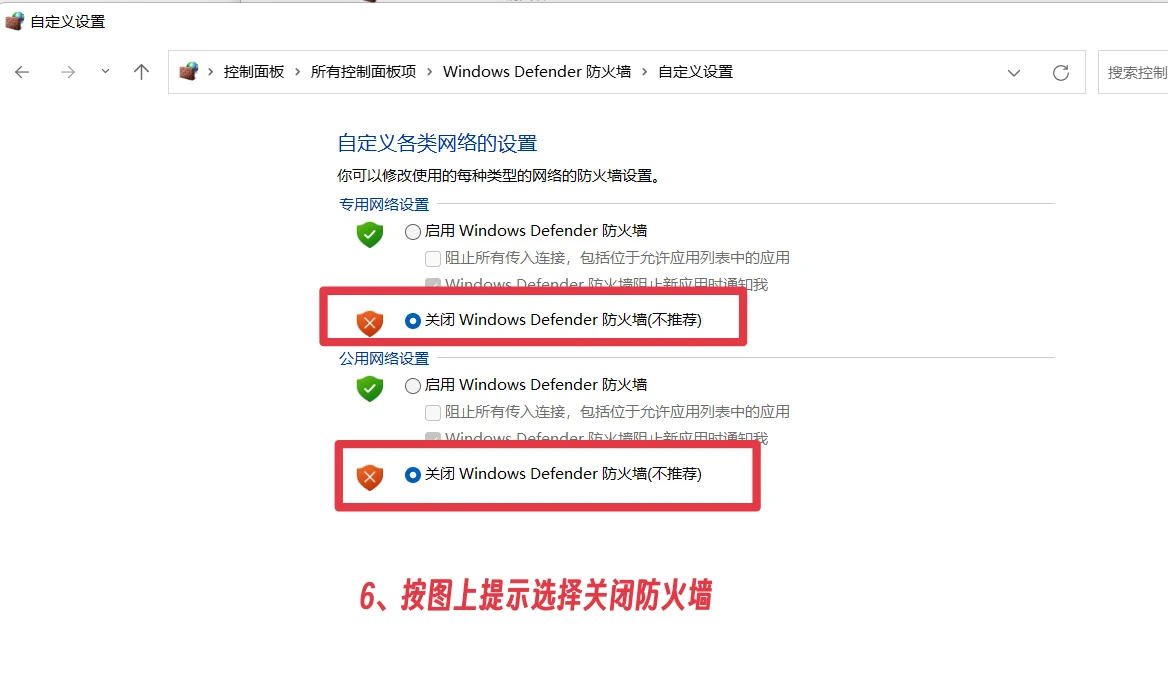 自定义设置
控制面板 › 所有控制面板项 › Windows Defender 防火墙 › 自定义设置
搜索控制
自定义各类网络的设置
你可以修改使用的每种类型的网络的防火墙设置。
专用网络设置
启用 Windows Defender 防火墙
阻止所有传入连接，包括位于允许应用列表中的应用
Windows Defender 防火墙阻止新应用时通知我
关闭 Windows Defender 防火墙(不推荐)
公用网络设置
启用 Windows Defender 防火墙
阻止所有传入连接，包括位于允许应用列表中的应用
Windows Defender 防火墙阻止新应用时通知我
关闭 Windows Defender 防火墙(不推荐)
6、按图上提示选择关闭防火墙